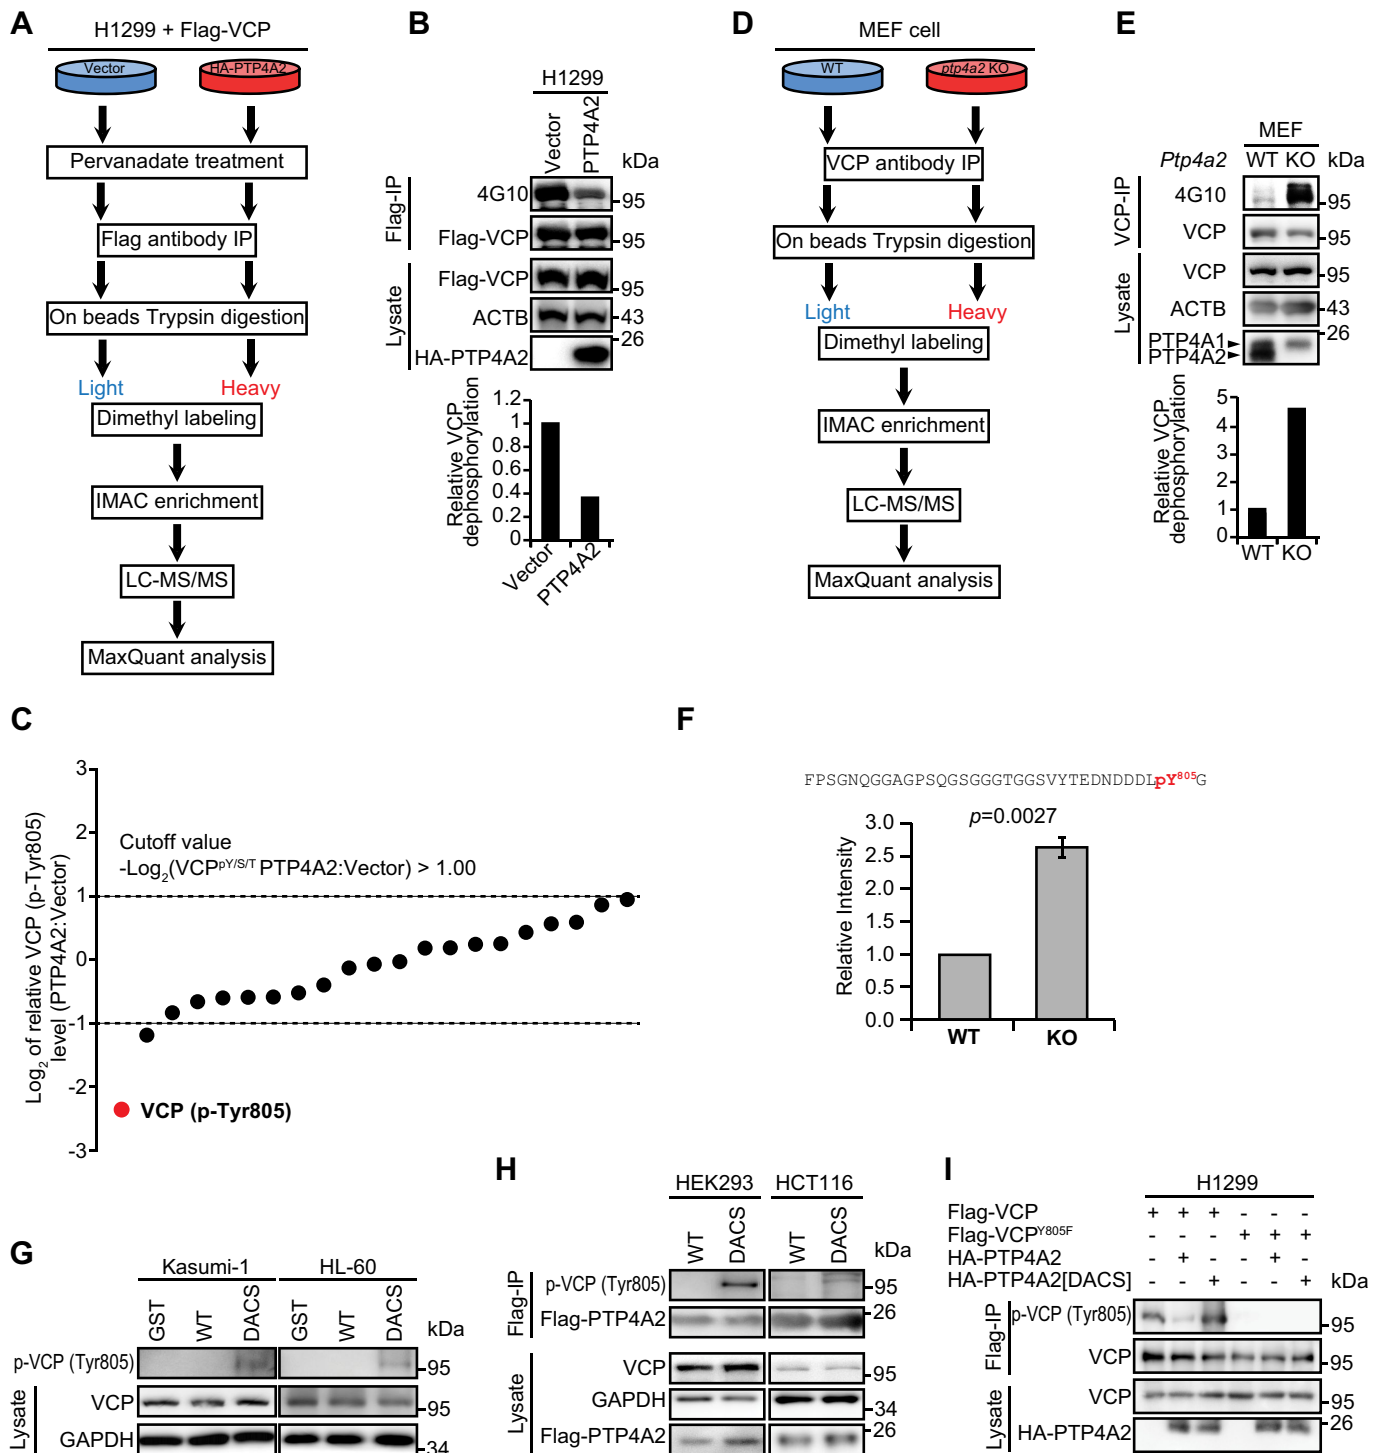 A
H1299 + Flag-VCP
Vector
HA-PTP4A2
Pervanadate treatment
Flag antibody IP
On beads Trypsin digestion
Light
Heavy
Dimethyl labeling
IMAC enrichment
LC-MS/MS
MaxQuant analysis
B
H1299
Vector
PTP4A2
kDa
Flag-IP
4G10
95
Flag-VCP
95
Lysate
Flag-VCP
95
ACTB
43
26
HA-PTP4A2
Relative VCP
dephosphorylation
1.2
1
0.8
0.6
0.4
0.2
0
Vector
PTP4A2
D
MEF cell
WT
ptp4a2 KO
VCP antibody IP
On beads Trypsin digestion
Light
Heavy
Dimethyl labeling
IMAC enrichment
LC-MS/MS
MaxQuant analysis
E
MEF
Ptp4a2 WT KO kDa
VCP-IP
4G10
95
VCP
95
Lysate
VCP
95
ACTB
43
26
PTP4A1
PTP4A2
Relative VCP
dephosphorylation
5
4
3
2
1
0
WT KO
C
Log2 of relative VCP (p-Tyr805)
level (PTP4A2:Vector)
3
2
1
0
-1
-2
-3
Cutoff value
-Log2(VCPpY/S/T PTP4A2:Vector) > 1.00
VCP (p-Tyr805)
F
FPSGNQGGAGPSQGSGGGTGGSVYTEDNDDDLpY805G
p=0.0027
Relative Intensity
3.0
2.5
2.0
1.5
1.0
0.5
0.0
WT
KO
G
Kasumi-1
HL-60
GST
WT
DACS
GST
WT
DACS
kDa
p-VCP (Tyr805)
95
Lysate
VCP
95
GAPDH
34
H
HEK293
HCT116
WT
DACS
WT
DACS
kDa
Flag-IP
p-VCP (Tyr805)
95
26
Flag-PTP4A2
Lysate
VCP
95
GAPDH
34
26
Flag-PTP4A2
I
H1299
Flag-VCP + + + - - -
Flag-VCPY805F - - - + + +
HA-PTP4A2 - + - - + -
HA-PTP4A2[DACS] - - + - - + kDa
Flag-IP
p-VCP (Tyr805)
95
VCP
95
Lysate
VCP
95
26
HA-PTP4A2